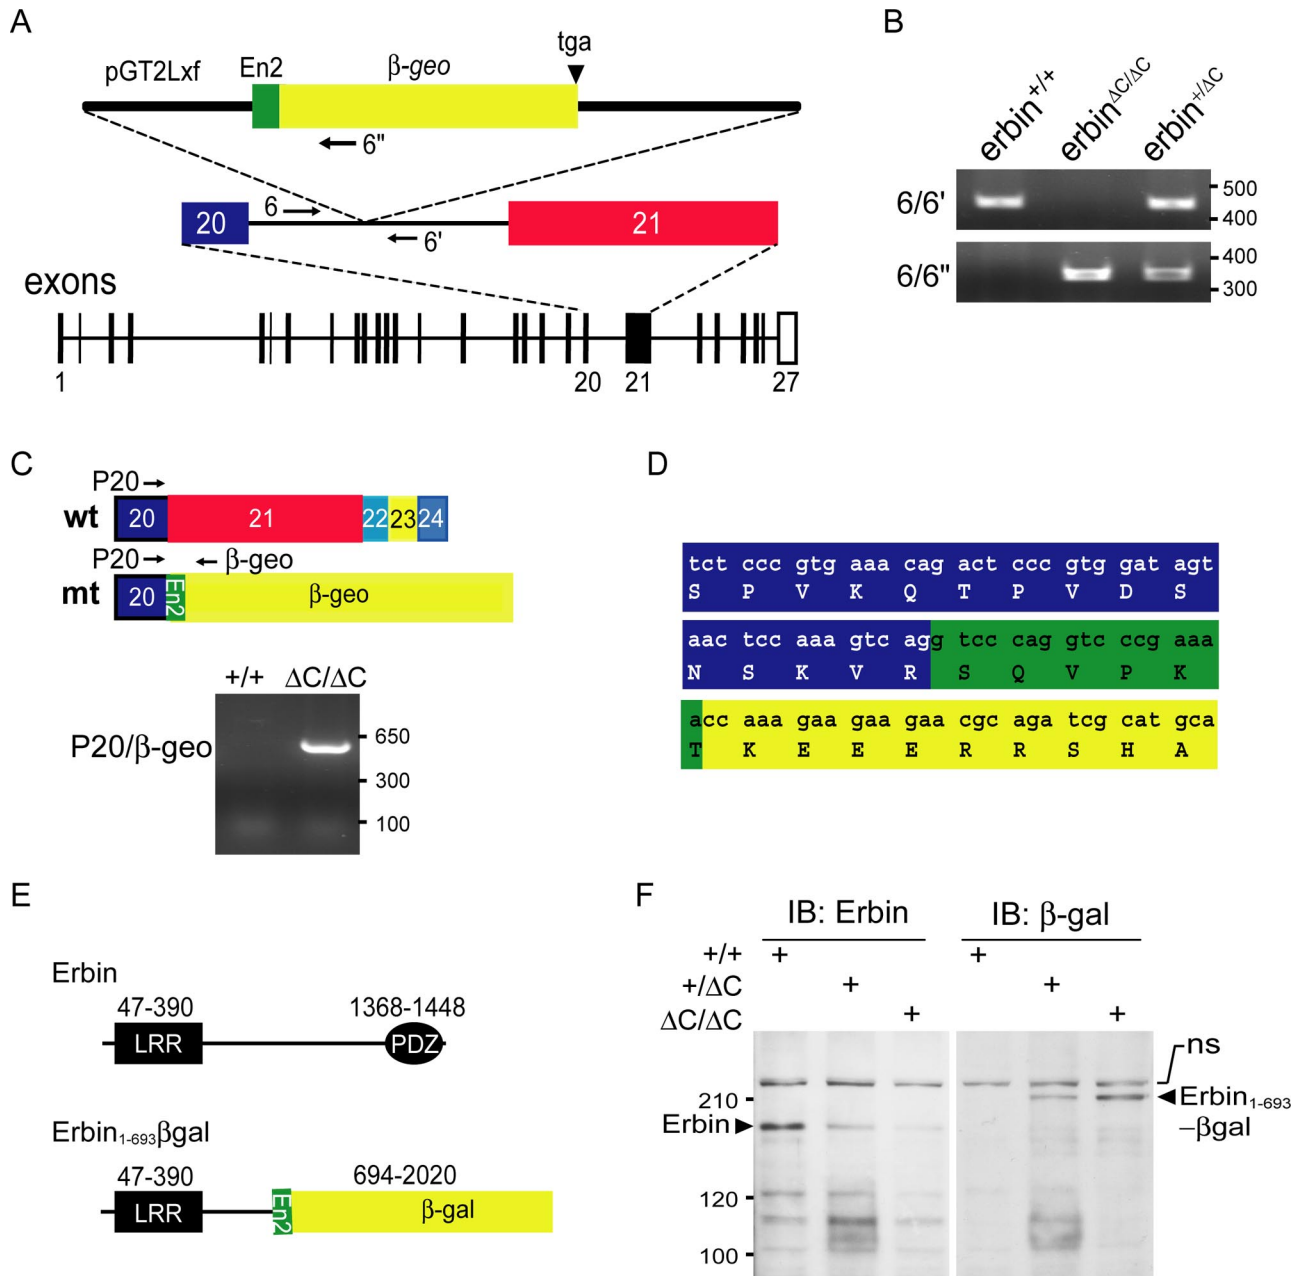 A
pGT2Lxf
En2
β-geo
tga
6"
20
6
6'
21
exons
1
20
21
27
B
erbin+/+
erbinΔC/ΔC
erbin+/ΔC
6/6'
500
400
6/6"
400
300
C
P20
wt
20
21
22
23
24
P20
β-geo
mt
20
En2
β-geo
+/+
ΔC/ΔC
P20/β-geo
650
300
100
D
tct ccc gtg aaa cag act ccc gtg gat agt
S P V K Q T P V D S
aac tcc aaa gtc agg tcc cag gtc ccg aaa
N S K V R S Q V P K
acc aaa gaa gaa gaa cgc aga tcg cat gca
T K E E E R R S H A
E
Erbin
47-390
1368-1448
LRR
PDZ
Erbin1-693βgal
47-390
694-2020
LRR
En2
β-gal
F
IB: Erbin
IB: β-gal
+/+
+
+
+/ΔC
+
+
ΔC/ΔC
+
+
ns
210
Erbin1-693
–βgal
Erbin
120
100